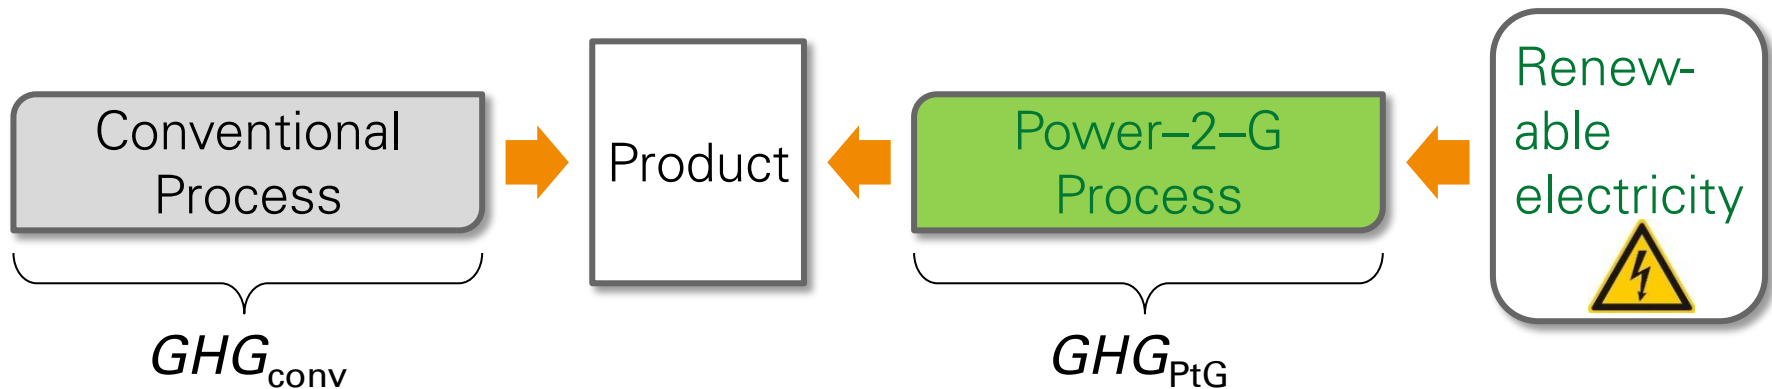 Conventional
Process
Product
Power–2–G
Process
Renew-
able
electricity
GHGconv
GHGPtG